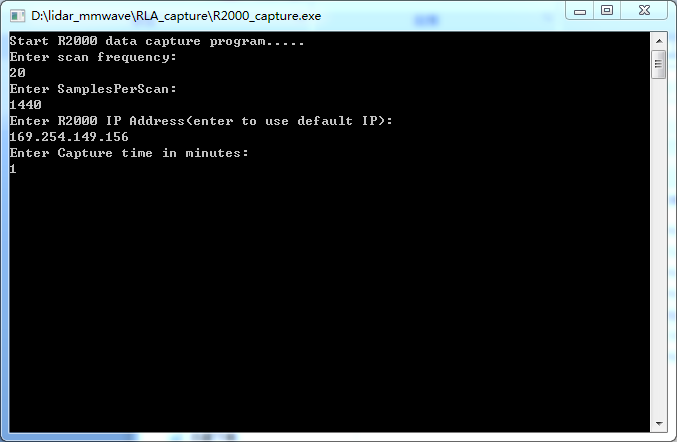 D:\lidar_mmwave\RLA_capture\R2000_capture.exe
Start R2000 data capture program.....
Enter scan frequency:
20
Enter SamplesPerScan:
1440
Enter R2000 IP Address(enter to use default IP):
169.254.149.156
Enter Capture time in minutes:
1